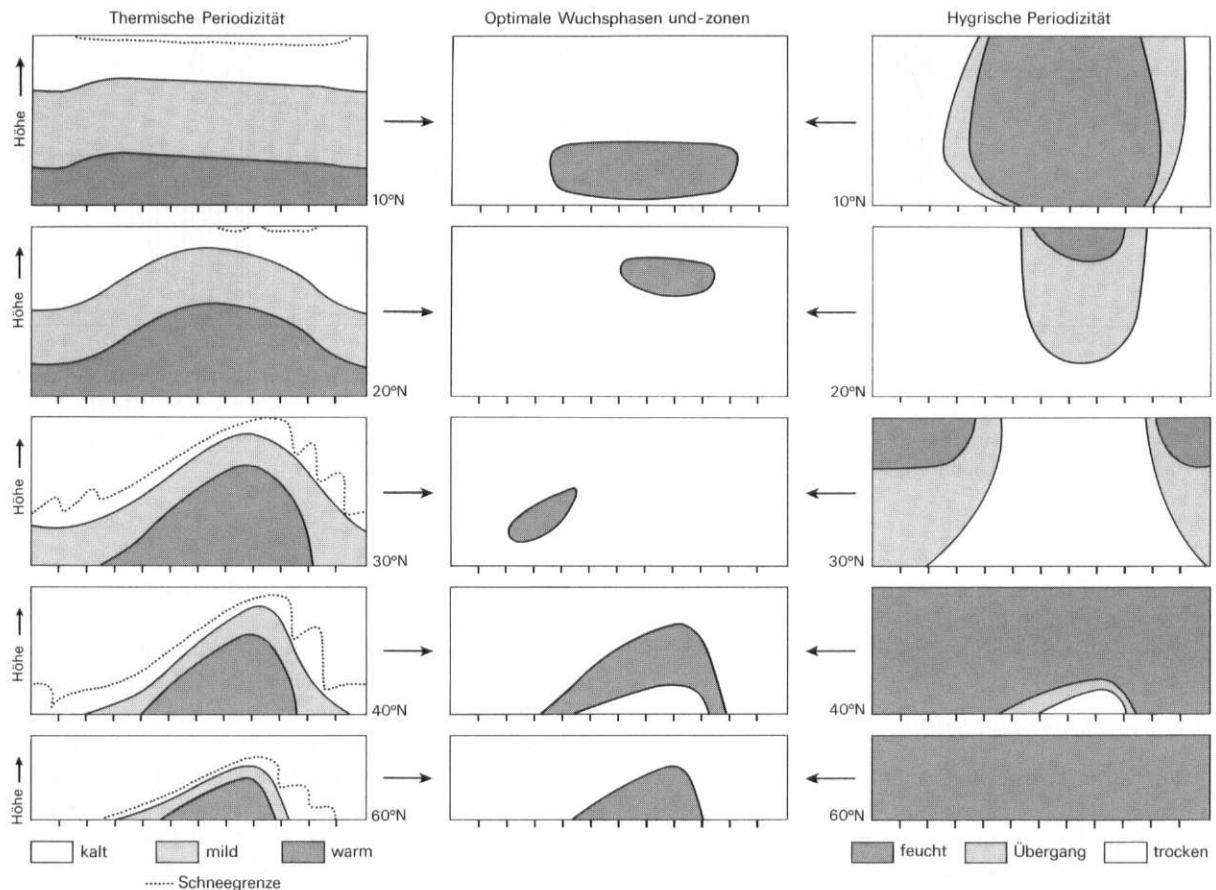 Thermische Periodizität
Optimale Wuchsphasen und-zonen
Hygrische Periodizität
Höhe
10°N
10°N
Höhe
20°N
20°N
Höhe
30°N
30°N
Höhe
40°N
40°N
Höhe
60°N
60°N
kalt mild warm
feucht Übergang trocken
Schneegrenze